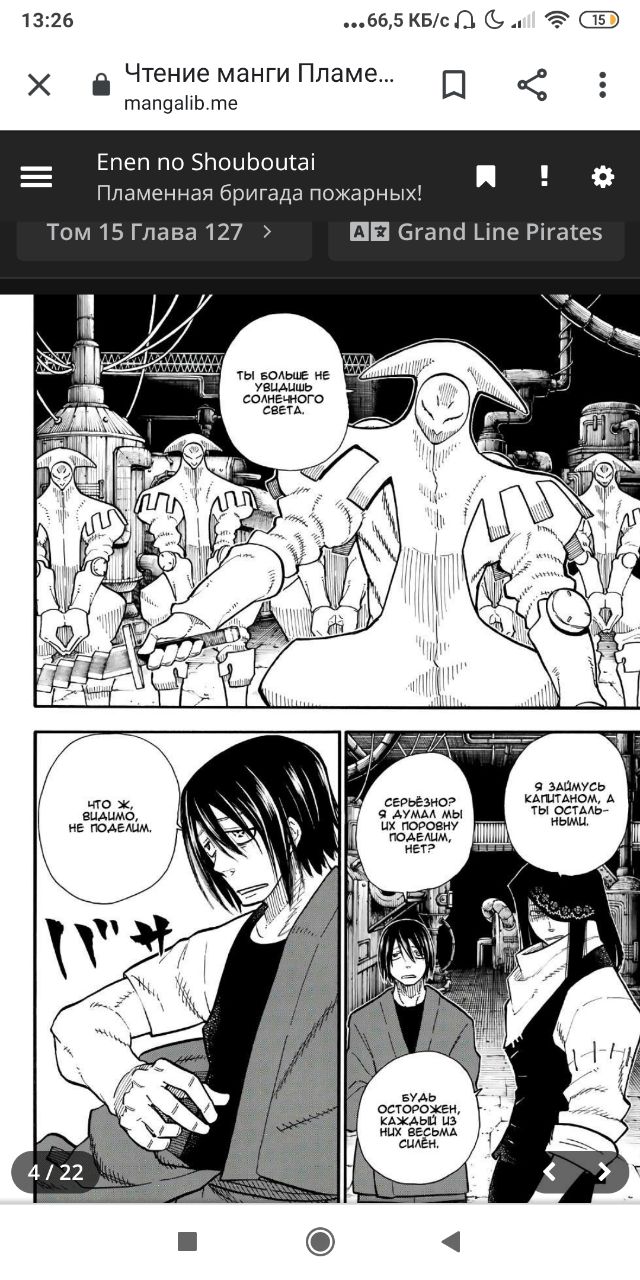 13:26
...66,5 КБ/с
15
Чтение манги Пламе...
mangalib.me
Enen no Shouboutai
Пламенная бригада пожарных!
Том 15 Глава 127
Grand Line Pirates
ТЫ БОЛЬШЕ НЕ
УВИДИШЬ
СОЛНЕЧНОГО
СВЕТА.
Я ЗАЙМУСЬ
КАПИТАНОМ, А
ТЫ ОСТАЛЬ-
НЫМИ.
СЕРЬЁЗНО?
Я ДУМАЛ МЫ
ИХ ПОРОВНУ
ПОДЕЛИМ,
НЕТ?
БУДЬ
ОСТОРОЖЕН,
КАЖДЫЙ ИЗ
НИХ ВЕСЬМА
СИЛЁН.
ЧТО Ж,
ВИДИМО,
НЕ ПОДЕЛИМ.
バサ
4 / 22